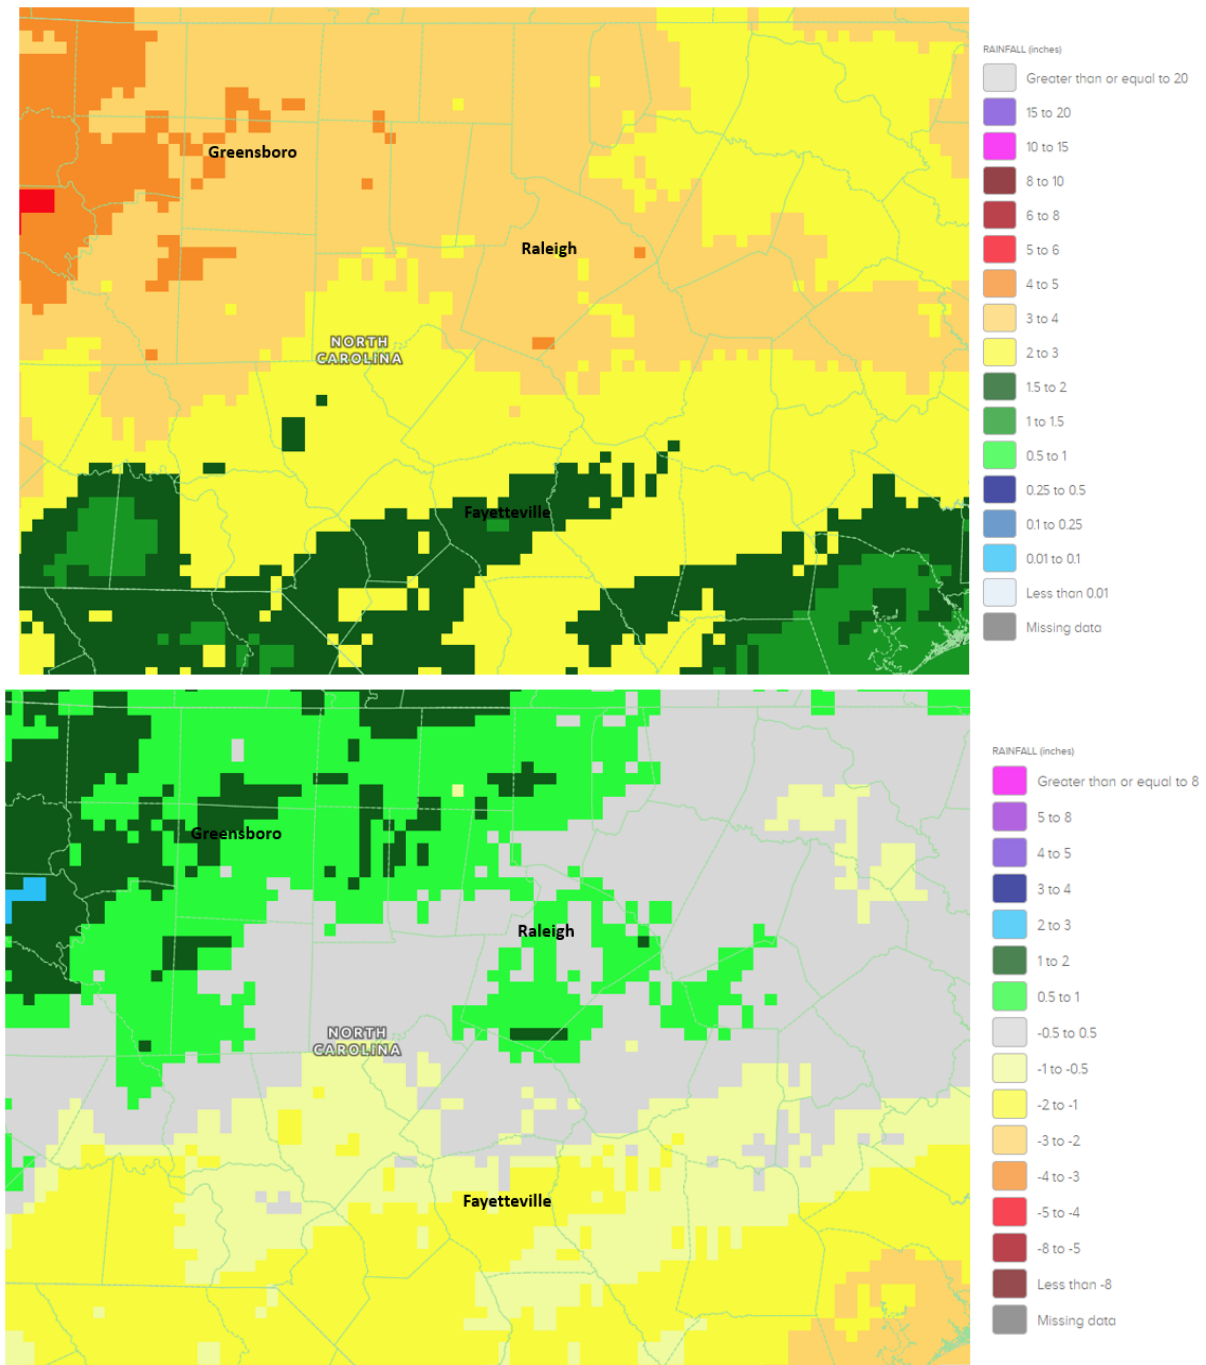 RAINFALL (inches)
Greater than or equal to 20
15 to 20
10 to 15
8 to 10
6 to 8
5 to 6
4 to 5
3 to 4
2 to 3
1.5 to 2
1 to 1.5
0.5 to 1
0.25 to 0.5
0.1 to 0.25
0.01 to 0.1
Less than 0.01
Missing data
Greensboro
Raleigh
NORTH
CAROLINA
Fayetteville
RAINFALL (inches)
Greater than or equal to 8
5 to 8
4 to 5
3 to 4
2 to 3
1 to 2
0.5 to 1
-0.5 to 0.5
-1 to -0.5
-2 to -1
-3 to -2
-4 to -3
-5 to -4
-8 to -5
Less than -8
Missing data
Greensboro
Raleigh
NORTH
CAROLINA
Fayetteville